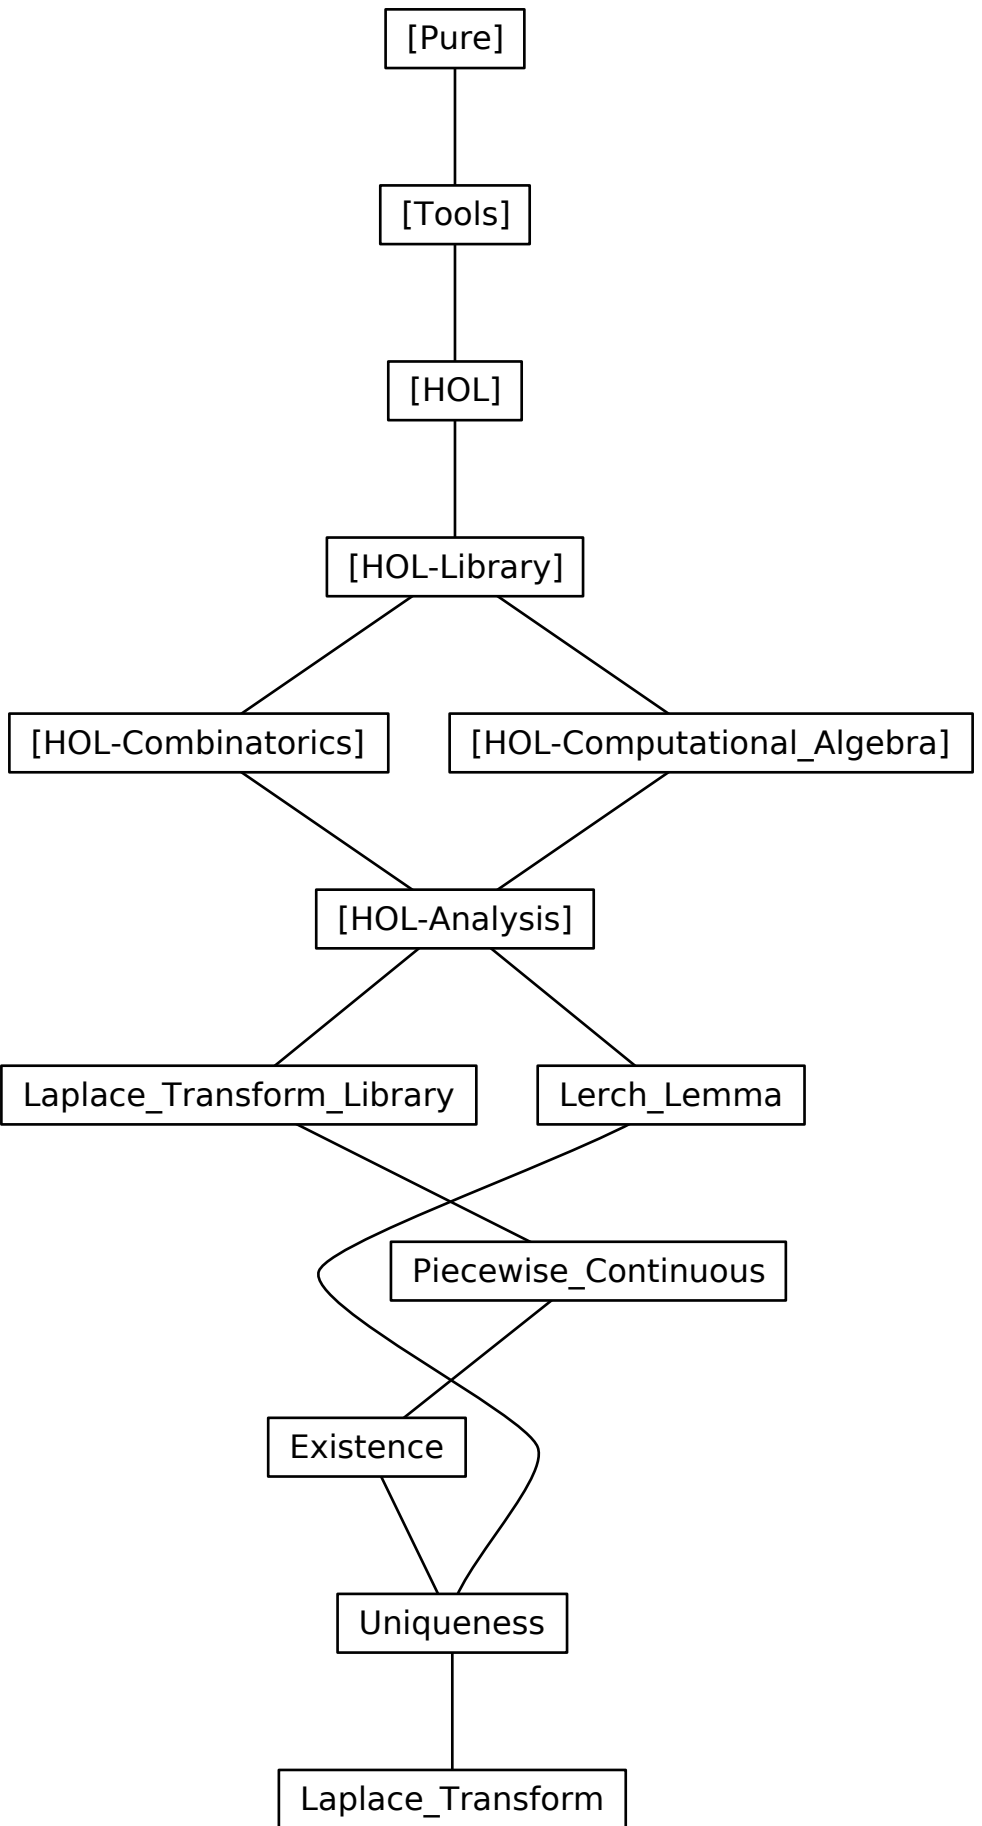 [Pure]
[Tools]
[HOL]
[HOL-Library]
[HOL-Combinatorics]
[HOL-Computational_Algebra]
[HOL-Analysis]
Laplace_Transform_Library
Lerch_Lemma
Piecewise_Continuous
Existence
Uniqueness
Laplace_Transform